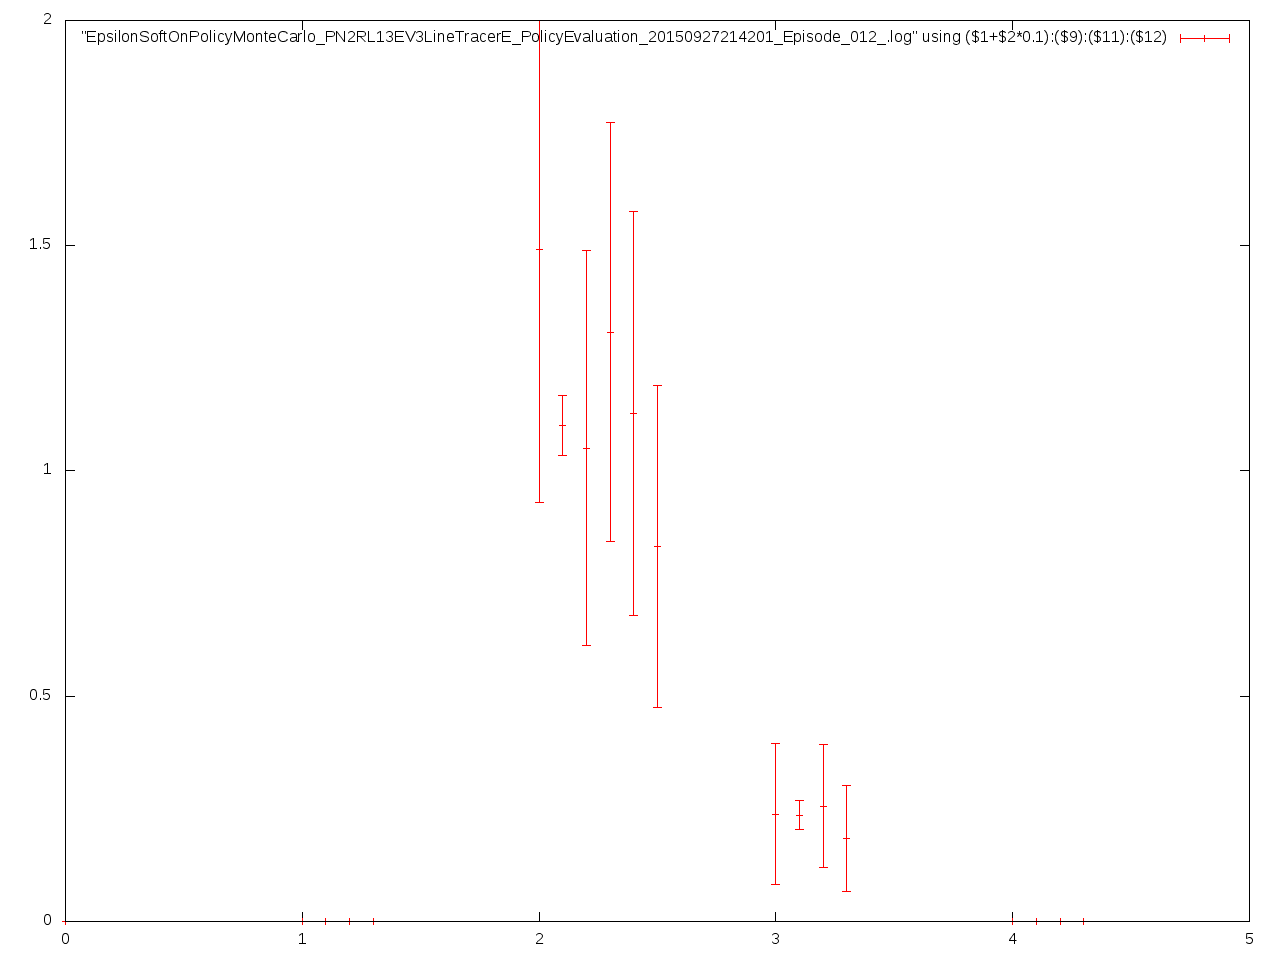 2
"EpsilonSoftOnPolicyMonteCarlo_PN2RL13EV3LineTracerE_PolicyEvaluation_20150927214201_Episode_012_.log" using ($1+$2*0.1):($9):($11):($12)
1.5
1
0.5
0
0 1 2 3 4 5